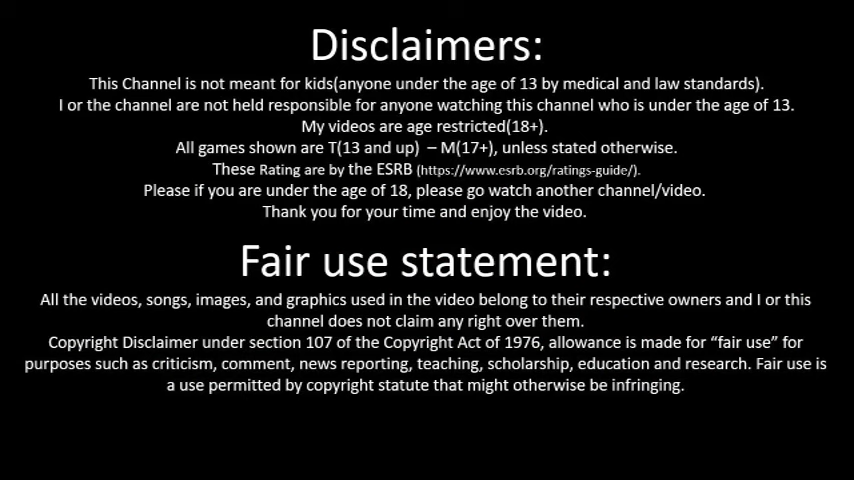 Disclaimers:
This Channel is not meant for kids(anyone under the age of 13 by medical and law standards).
I or the channel are not held responsible for anyone watching this channel who is under the age of 13.
My videos are age restricted(18+).
All games shown are T(13 and up) – M(17+), unless stated otherwise.
These Rating are by the ESRB (https://www.esrb.org/ratings-guide/).
Please if you are under the age of 18, please go watch another channel/video.
Thank you for your time and enjoy the video.
Fair use statement:
All the videos, songs, images, and graphics used in the video belong to their respective owners and I or this
channel does not claim any right over them.
Copyright Disclaimer under section 107 of the Copyright Act of 1976, allowance is made for “fair use” for
purposes such as criticism, comment, news reporting, teaching, scholarship, education and research. Fair use is
a use permitted by copyright statute that might otherwise be infringing.